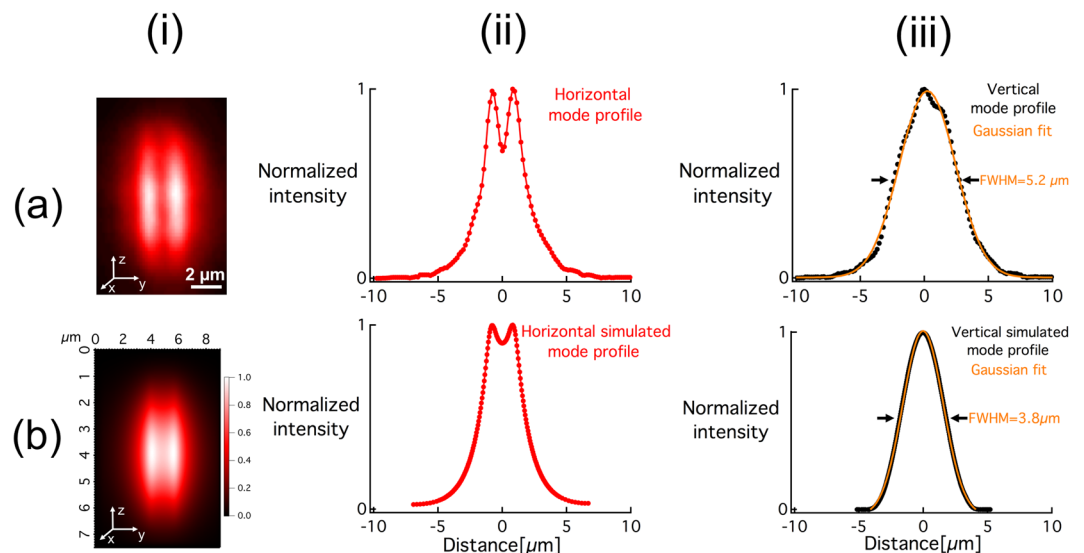 (i)
(ii)
(iii)
(a)
z
x
y
2 µm
Normalized
intensity
1
0
Horizontal
mode profile
-10
-5
0
5
10
Normalized
intensity
1
0
Vertical
mode profile
Gaussian fit
FWHM=5.2 µm
-10
-5
0
5
10
(b)
µm
0
2
4
6
8
0
1
2
3
4
5
6
7
z
x
y
1.0
0.8
0.6
0.4
0.2
0.0
Normalized
intensity
1
0
Horizontal simulated
mode profile
-10
-5
0
5
10
Distance[µm]
Normalized
intensity
1
0
Vertical simulated
mode profile
Gaussian fit
FWHM=3.8µm
-10
-5
0
5
10
Distance[µm]